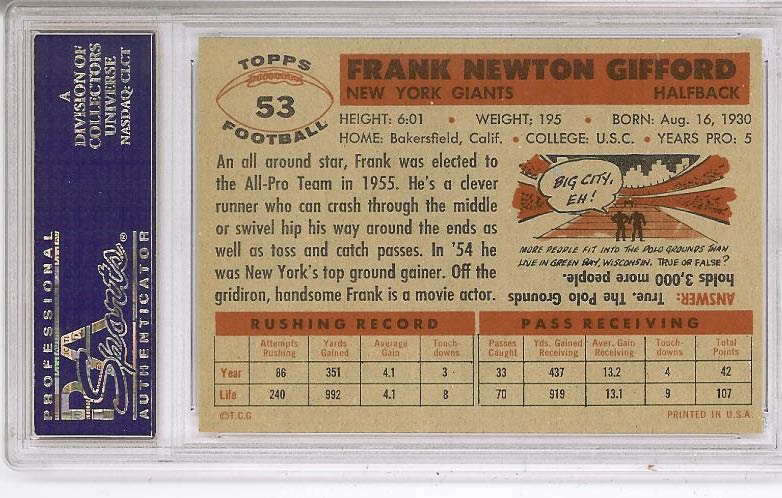 A
DIVISION OF
COLLECTORS
UNIVERSE
NASDAQ: CLCT
PROFESSIONAL
PSA
Sports®
AUTHENTICATOR
TOPPS
53
FOOTBALL
FRANK NEWTON GIFFORD
NEW YORK GIANTS HALFBACK
HEIGHT: 6:01 • WEIGHT; 195 • BORN: Aug. 16, 1930
HOME: Bakersfield, Calif. • COLLEGE: U.S.C. • YEARS PRO: 5
An all around star, Frank was elected to
the All-Pro Team in 1955. He's a clever
runner who can crash through the middle
or swivel hip his way around the ends as
well as toss and catch passes. In '54 he
was New York's top ground gainer. Off the
gridiron, handsome Frank is a movie actor.
BIG CITY,
EH!
MORE PEOPLE FIT INTO THE POLO GROUNDS THAN
LIVE IN GREEN BAY, WISCONSIN. TRUE OR FALSE?
ANSWER: True. The Polo Grounds
holds 3,000 more people.
RUSHING RECORD PASS RECEIVING
Attempts Rushing Yards Gained Average Gain Touch-downs Passes Caught Yds. Gained Receiving Aver. Gain Receiving Touch-downs Total Points
Year 86 351 4.1 3 33 437 13.2 4 42
Life 240 992 4.1 8 70 919 13.1 9 107
©T.C.G PRINTED IN U.S.A.